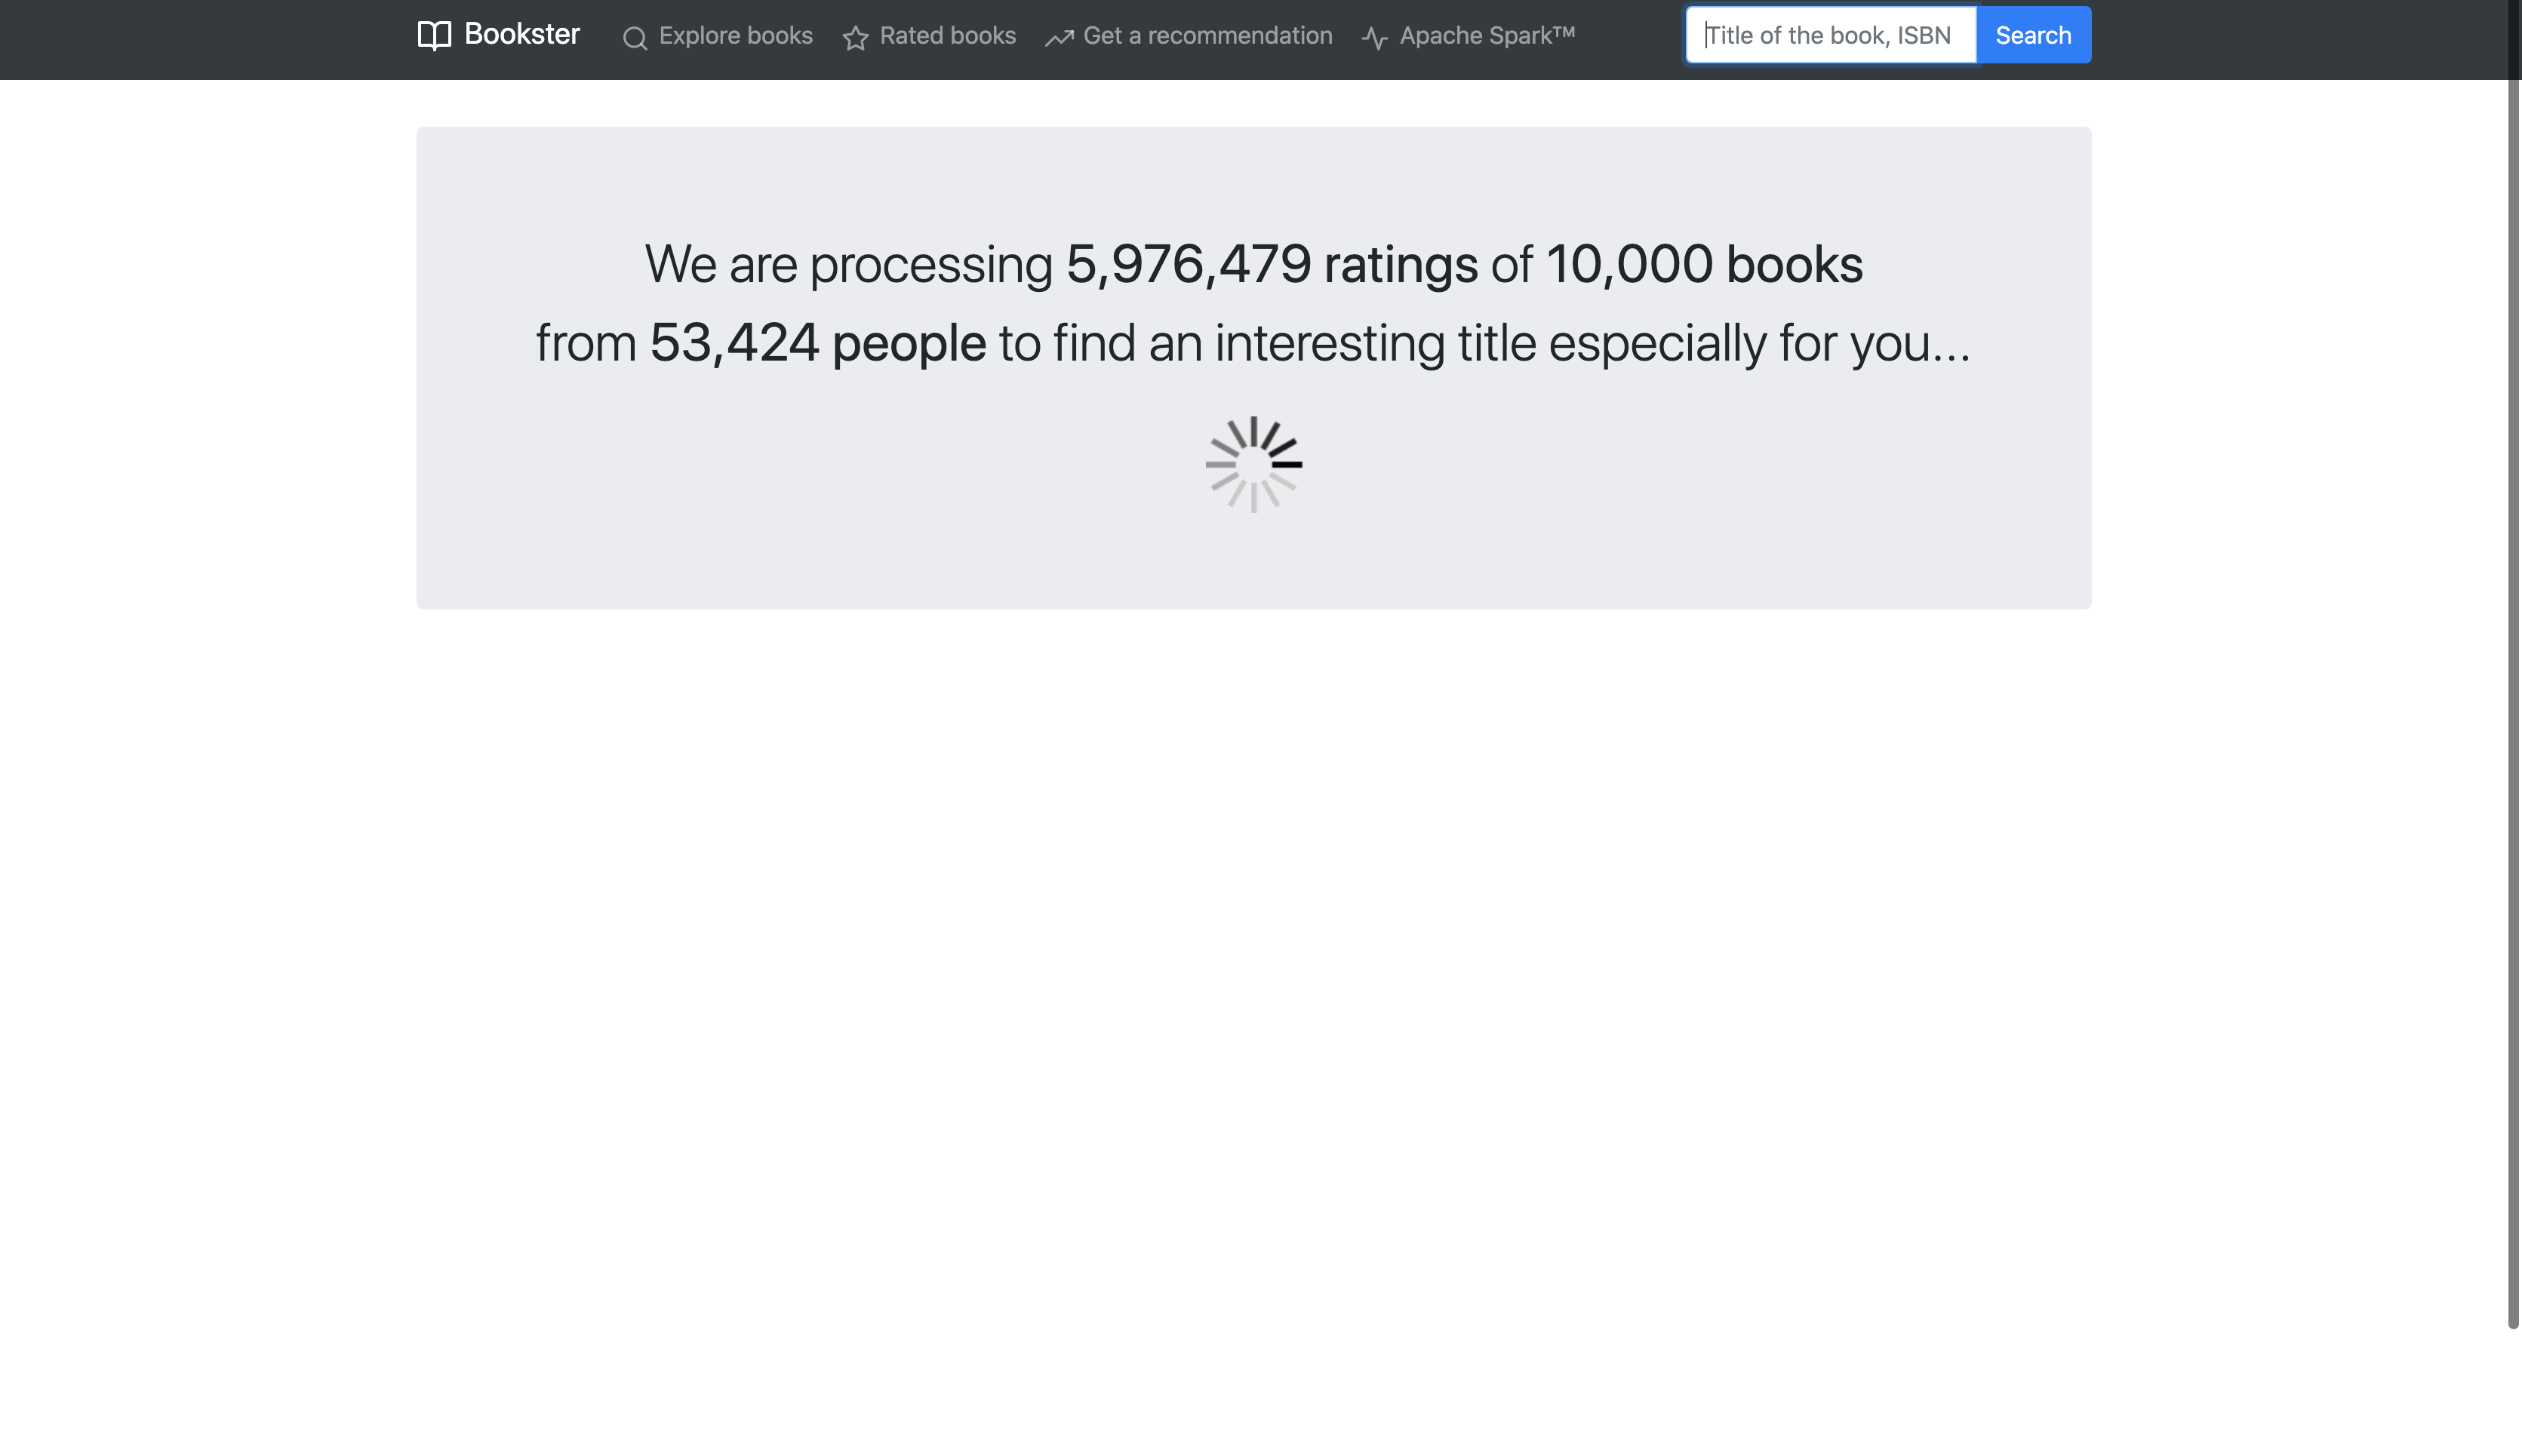 Bookster
Explore books
Rated books
Get a recommendation
Apache Spark™
Title of the book, ISBN
Search
We are processing 5,976,479 ratings of 10,000 books
from 53,424 people to find an interesting title especially for you...